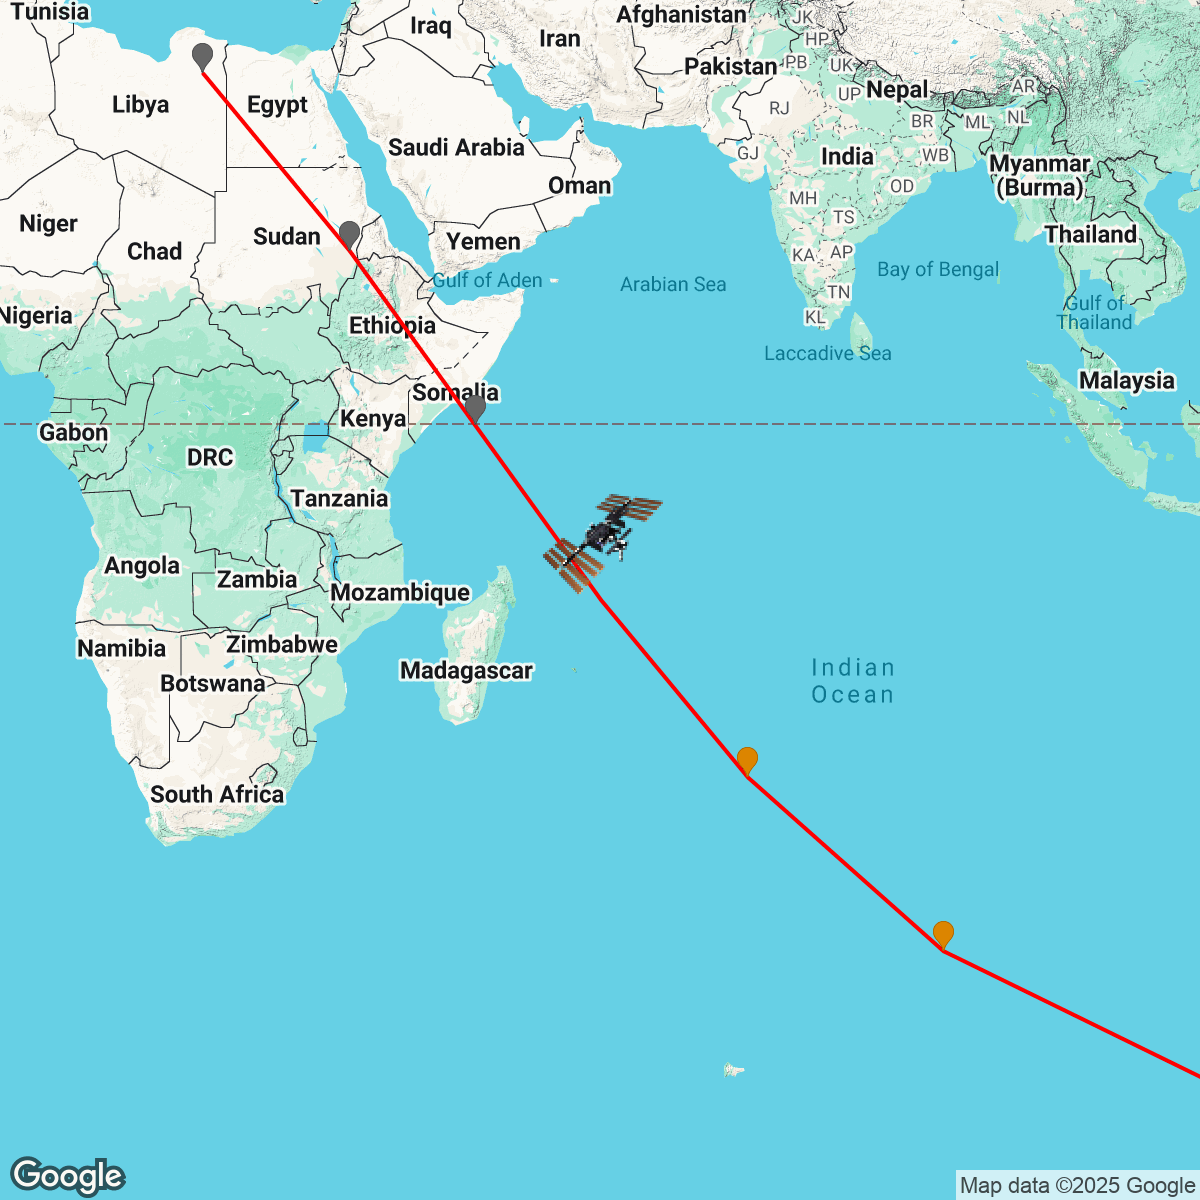 Tunisia
Iraq
Iran
Afghanistan
JK
HP
Pakistan
PB
UK
Nepal
AR
Libya
Egypt
RJ
UP
BR
ML
NL
Saudi Arabia
GJ
India
WB
Myanmar
(Burma)
Oman
OD
MH
TS
Niger
Sudan
Chad
Yemen
KA
AP
Thailand
Bay of Bengal
Gulf of Aden
Arabian Sea
TN
Gulf of
Thailand
Nigeria
KL
Ethiopia
Laccadive Sea
Malaysia
Somalia
Kenya
Gabon
DRC
Tanzania
Angola
Zambia
Mozambique
Namibia
Zimbabwe
Madagascar
Botswana
Indian
Ocean
South Africa
Google
Map data ©2025 Google